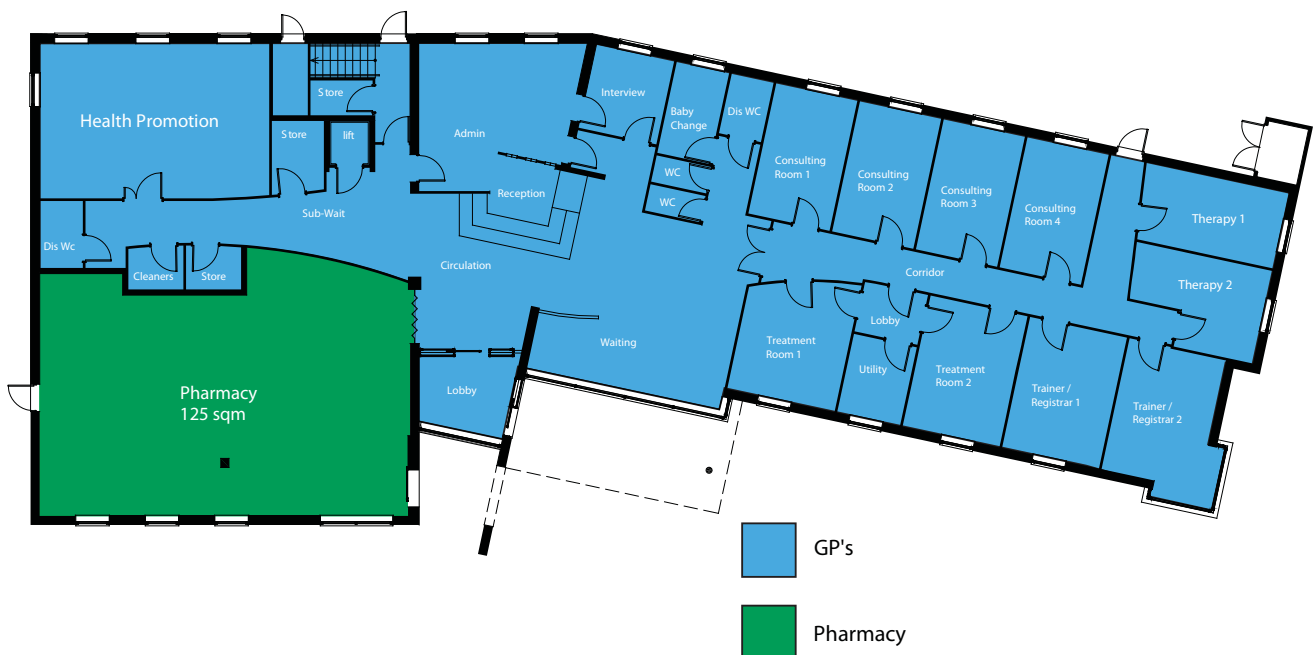 Health Promotion
Store
Store
lift
Admin
Reception
Interview
Baby
Change
Dis WC
WC
WC
Consulting
Room 1
Consulting
Room 2
Consulting
Room 3
Consulting
Room 4
Therapy 1
Therapy 2
Sub-Wait
Dis Wc
Cleaners
Store
Circulation
Corridor
Waiting
Lobby
Treatment
Room 1
Lobby
Utility
Treatment
Room 2
Trainer /
Registrar 1
Trainer /
Registrar 2
Pharmacy
125 sqm
GP's
Pharmacy